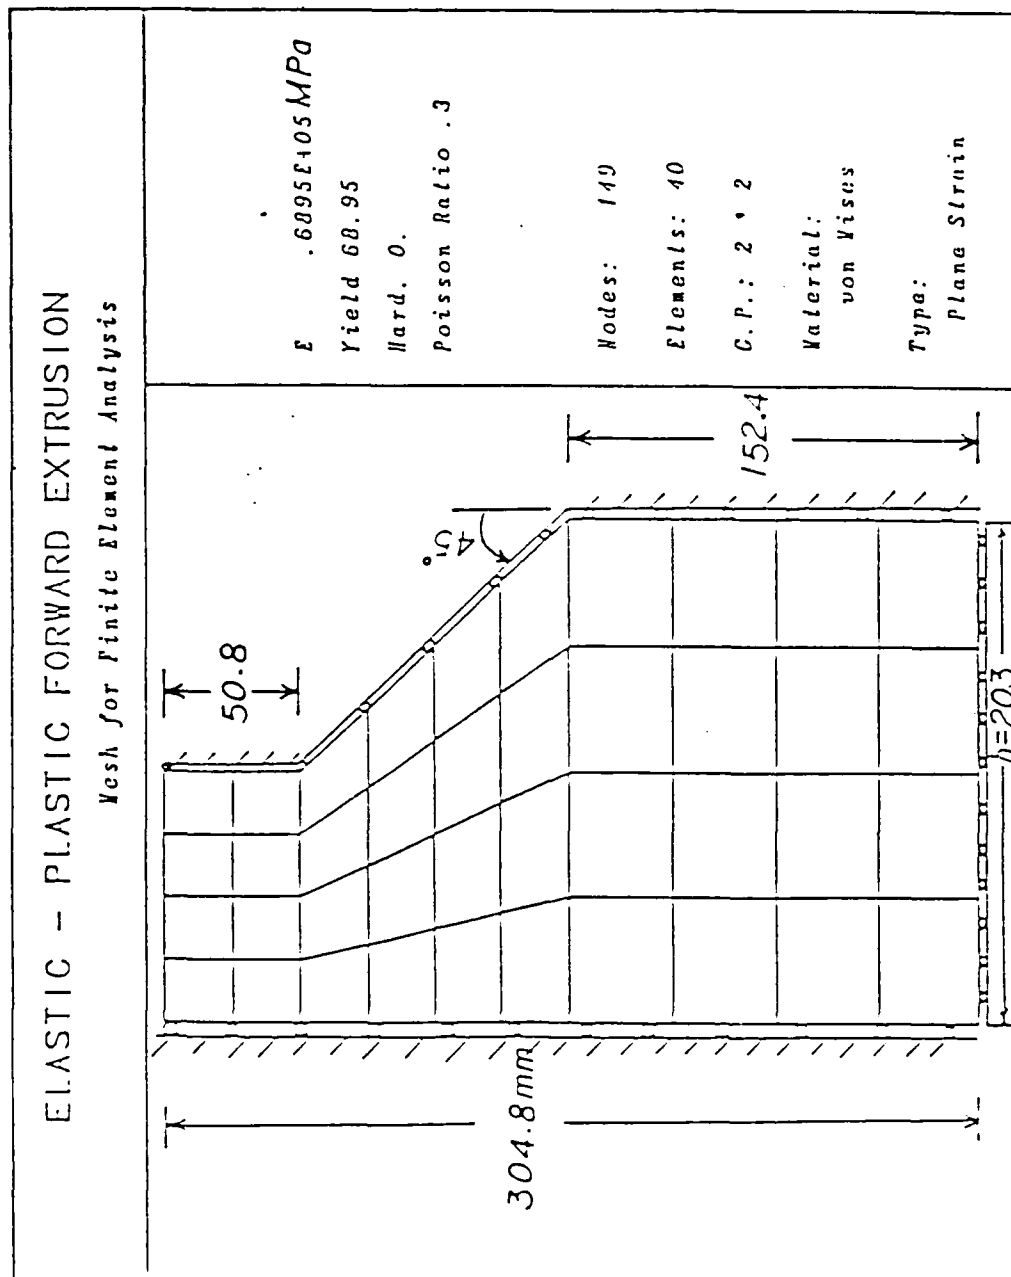 ELASTIC - PLASTIC FORWARD EXTRUSION
Mesh for Finite Element Analysis
E .6895E+05 MPa
Yield 68.95
Hard. 0.
Poisson Ratio .3
Nodes: 149
Elements: 40
G.P.: 2 * 2
Material:
von Mises
Type:
Plane Strain
50.8
45°
152.4
304.8mm
h=20.3